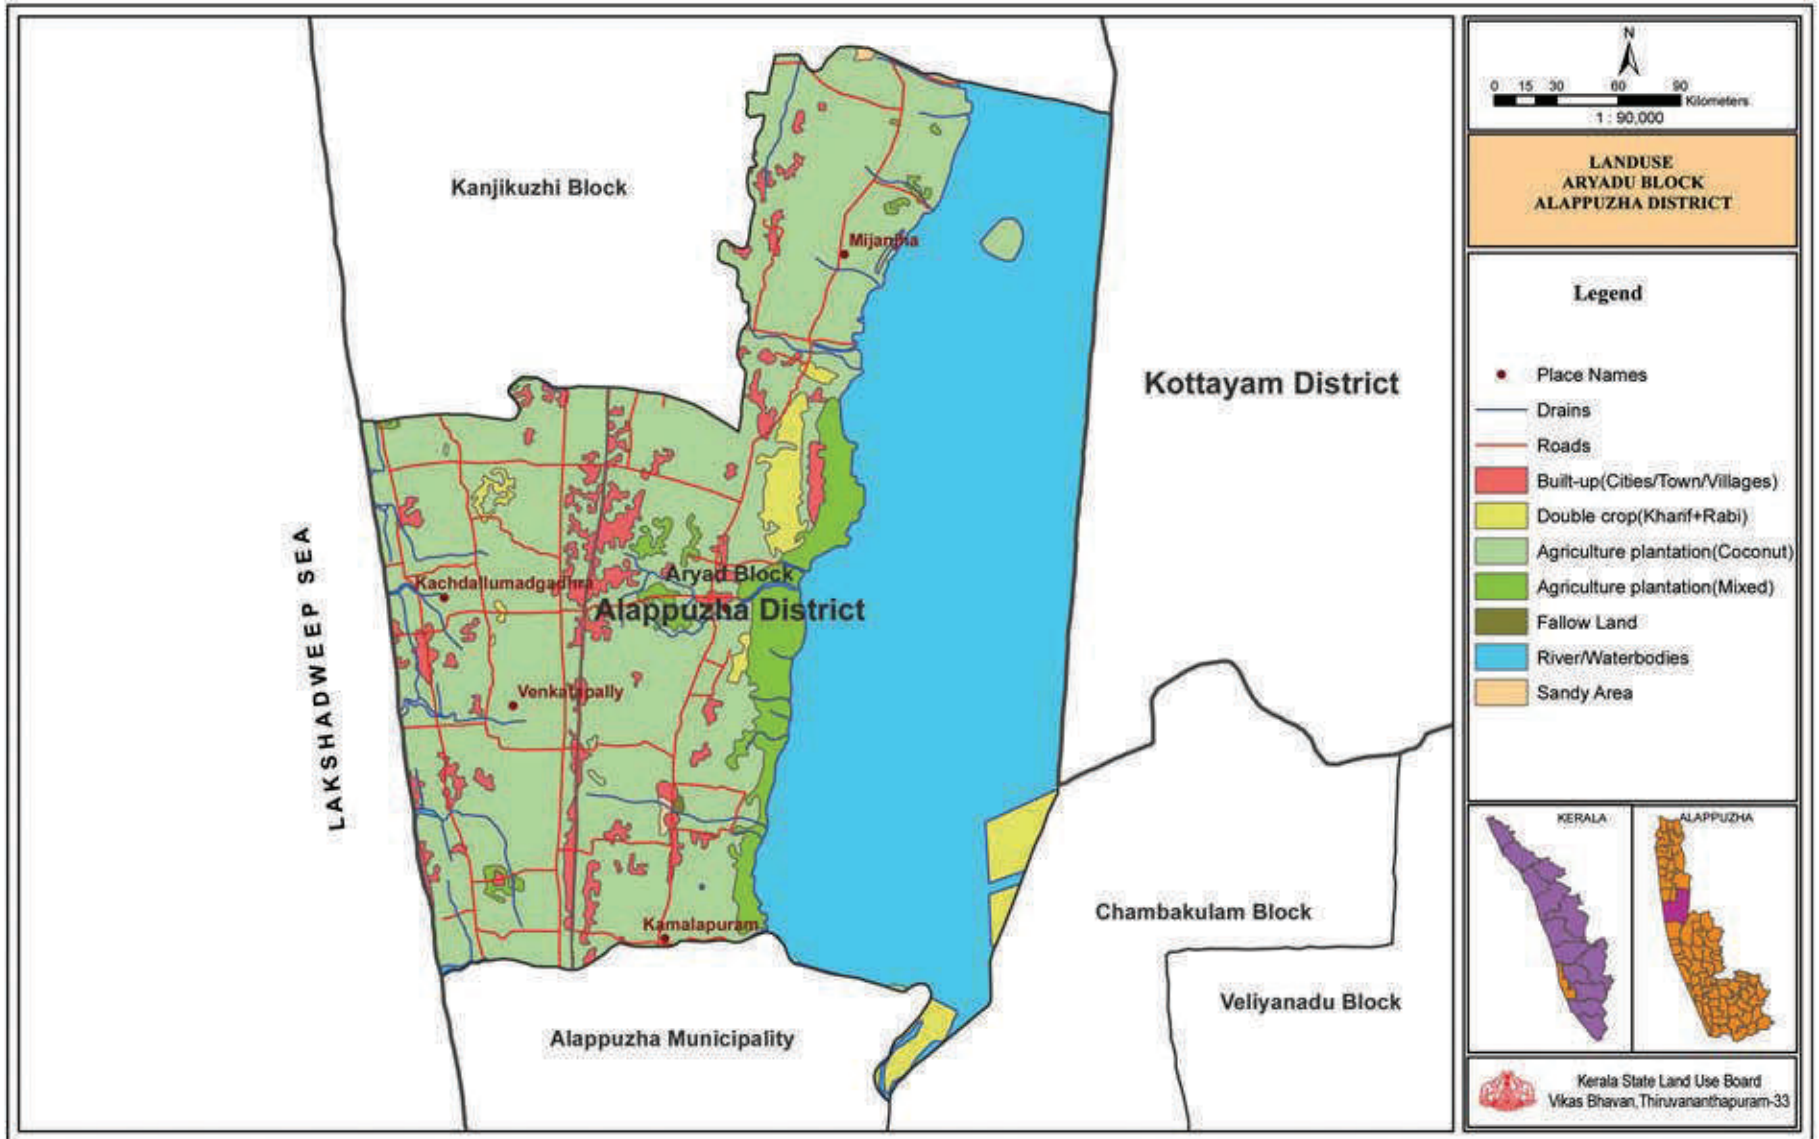 Kanjikuzhi Block
Mijanjha
Kottayam District
LAKSHADWEEP SEA
Kachdallumadgadhra
Aryad Block
Alappuzha District
Venkatapally
Kamalapuram
Chambakulam Block
Veliyanadu Block
Alappuzha Municipality
N
0 15 30 60 90
Kilometers
1 : 90,000
LANDUSE
ARYADU BLOCK
ALAPPUZHA DISTRICT
Legend
Place Names
Drains
Roads
Built-up(Cities/Town/Villages)
Double crop(Kharif+Rabi)
Agriculture plantation(Coconut)
Agriculture plantation(Mixed)
Fallow Land
River/Waterbodies
Sandy Area
KERALA
ALAPPUZHA
Kerala State Land Use Board
Vikas Bhavan,Thiruvananthapuram-33